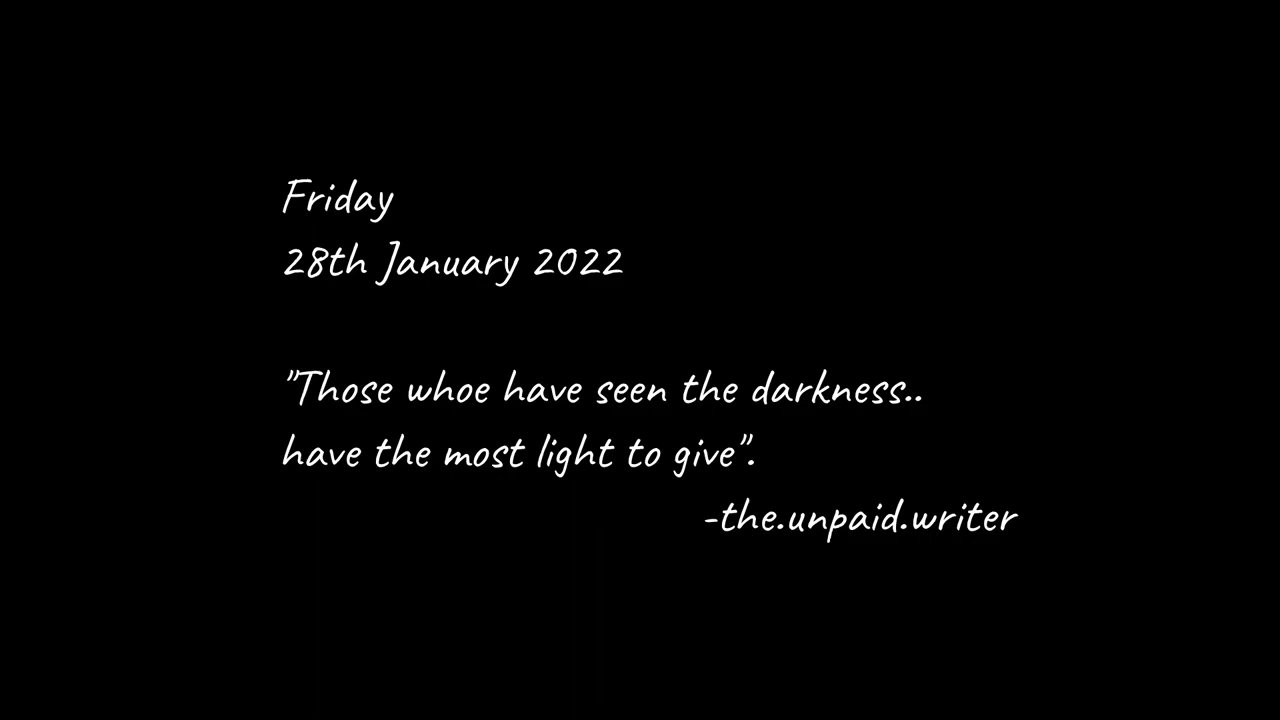 Friday
28th January 2022
"Those whoe have seen the darkness..
have the most light to give".
-the.unpaid.writer